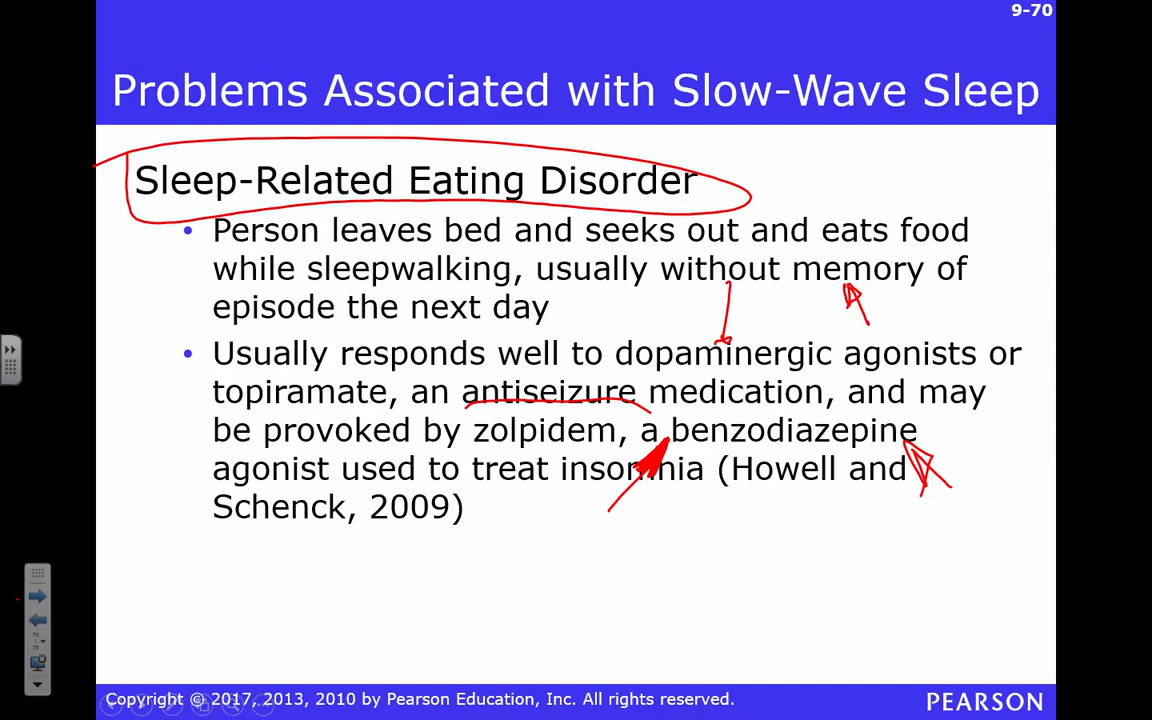 9-70
Problems Associated with Slow-Wave Sleep
Sleep-Related Eating Disorder
• Person leaves bed and seeks out and eats food
while sleepwalking, usually without memory of
episode the next day
• Usually responds well to dopaminergic agonists or
topiramate, an antiseizure medication, and may
be provoked by zolpidem, a benzodiazepine
agonist used to treat insomnia (Howell and
Schenck, 2009)
Copyright © 2017, 2013, 2010 by Pearson Education, Inc. All rights reserved.
PEARSON